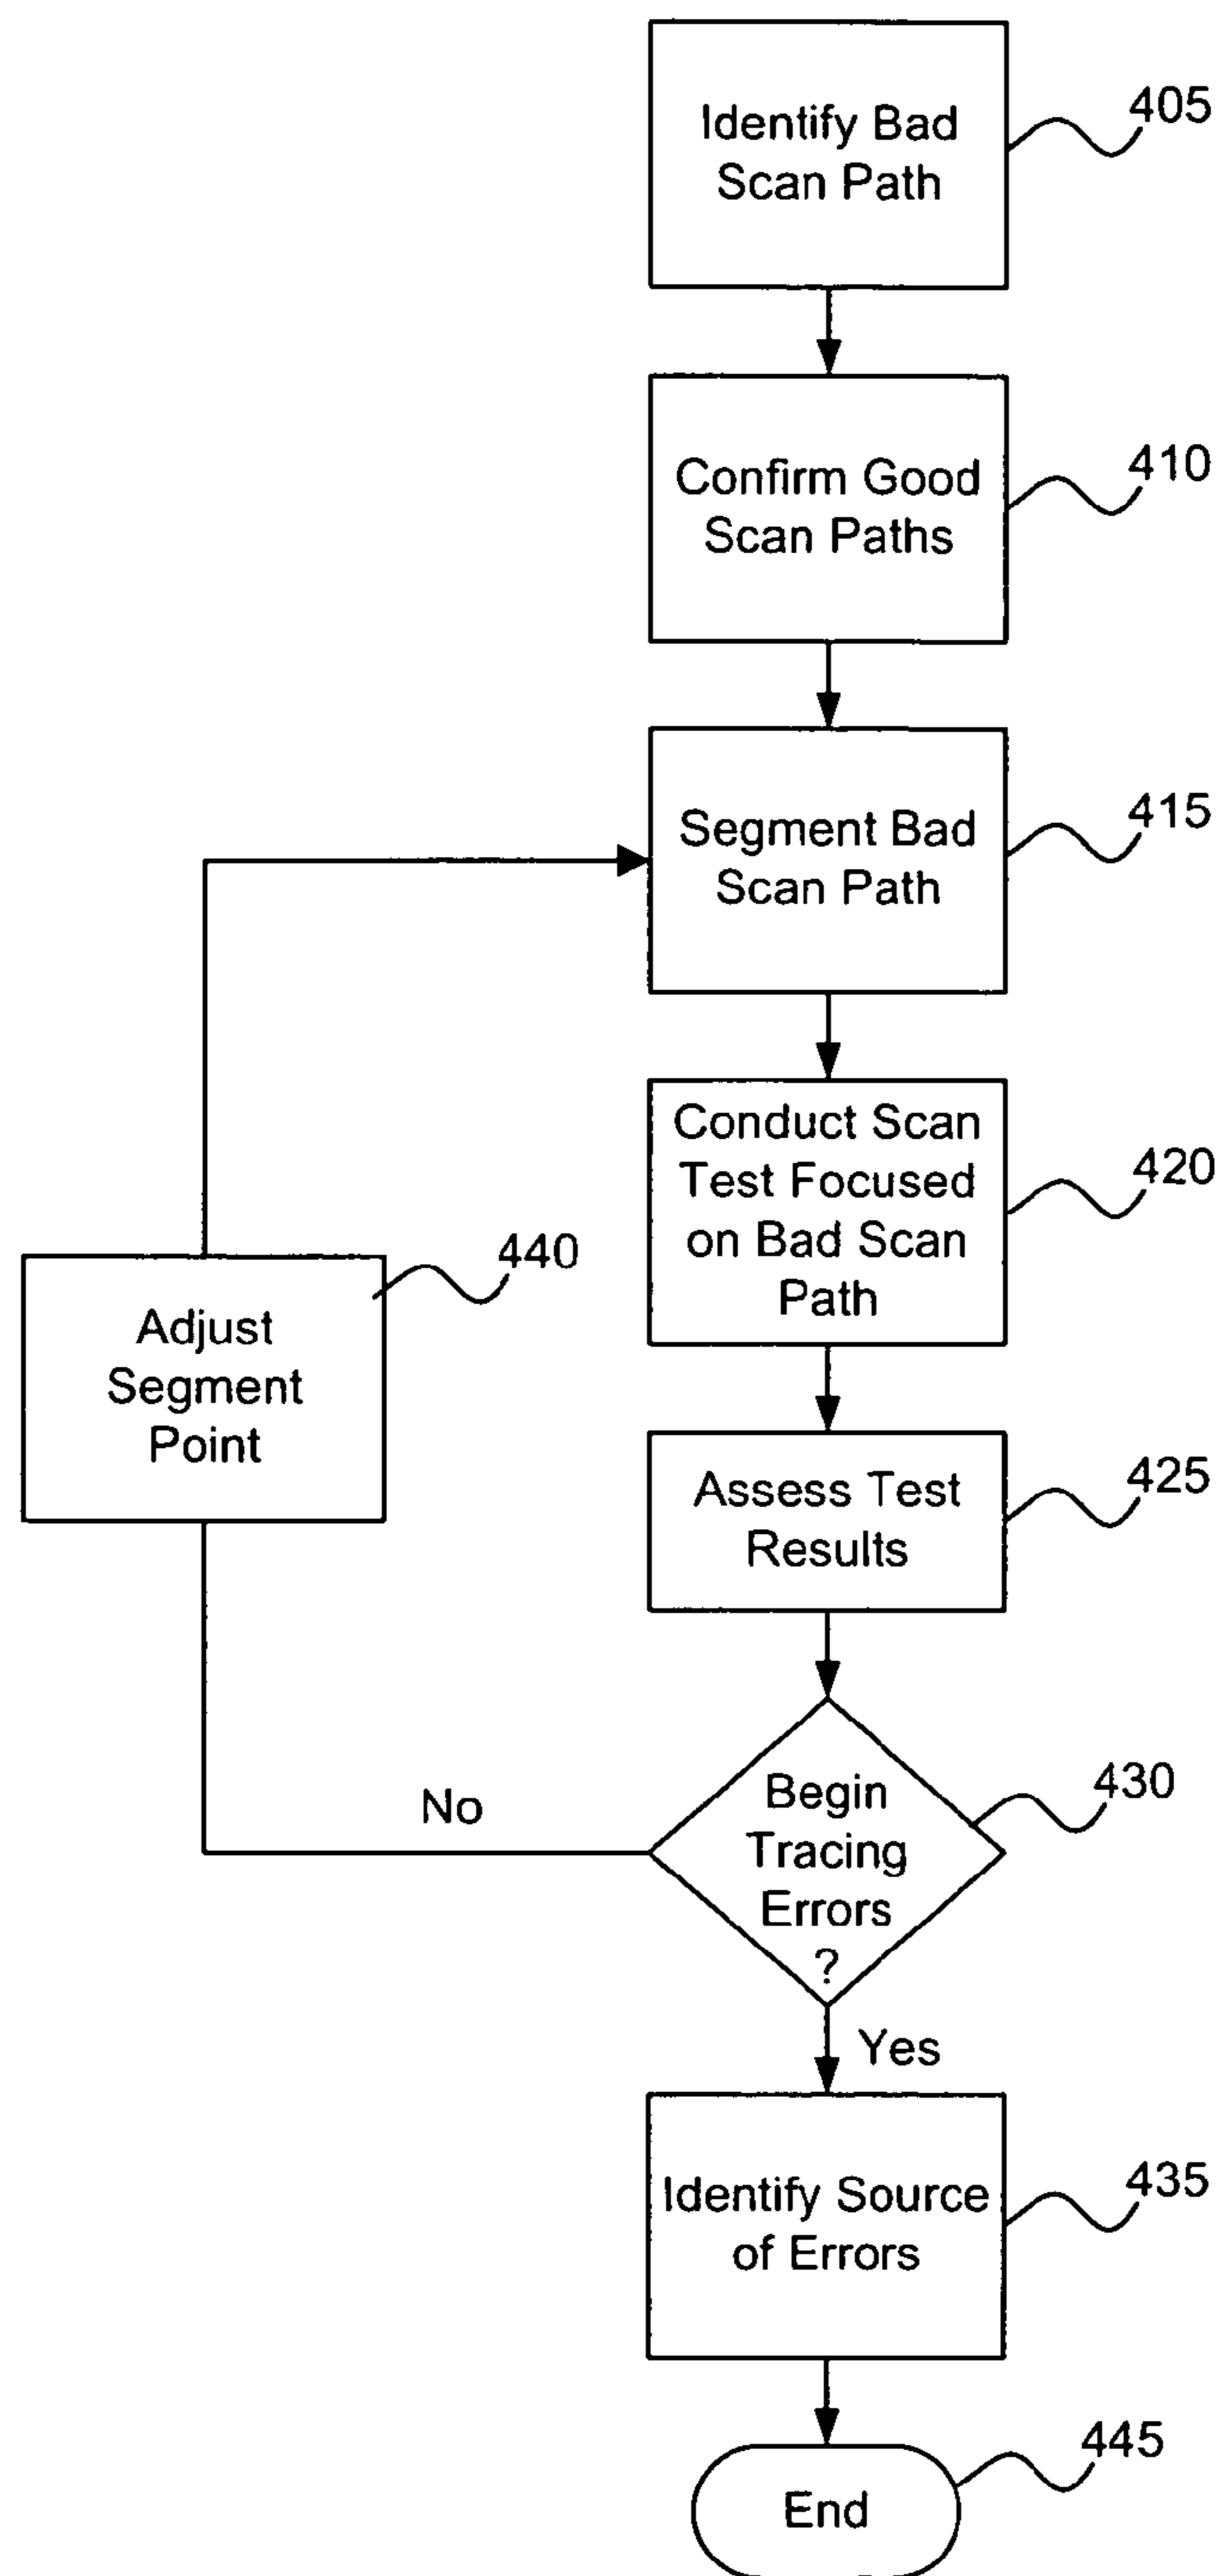 Identify Bad
Scan Path
405
Confirm Good
Scan Paths
410
Segment Bad
Scan Path
415
Conduct Scan
Test Focused
on Bad Scan
Path
420
Adjust
Segment
Point
440
Assess Test
Results
425
Begin
Tracing
Errors
?
430
No
Yes
Identify Source
of Errors
435
End
445